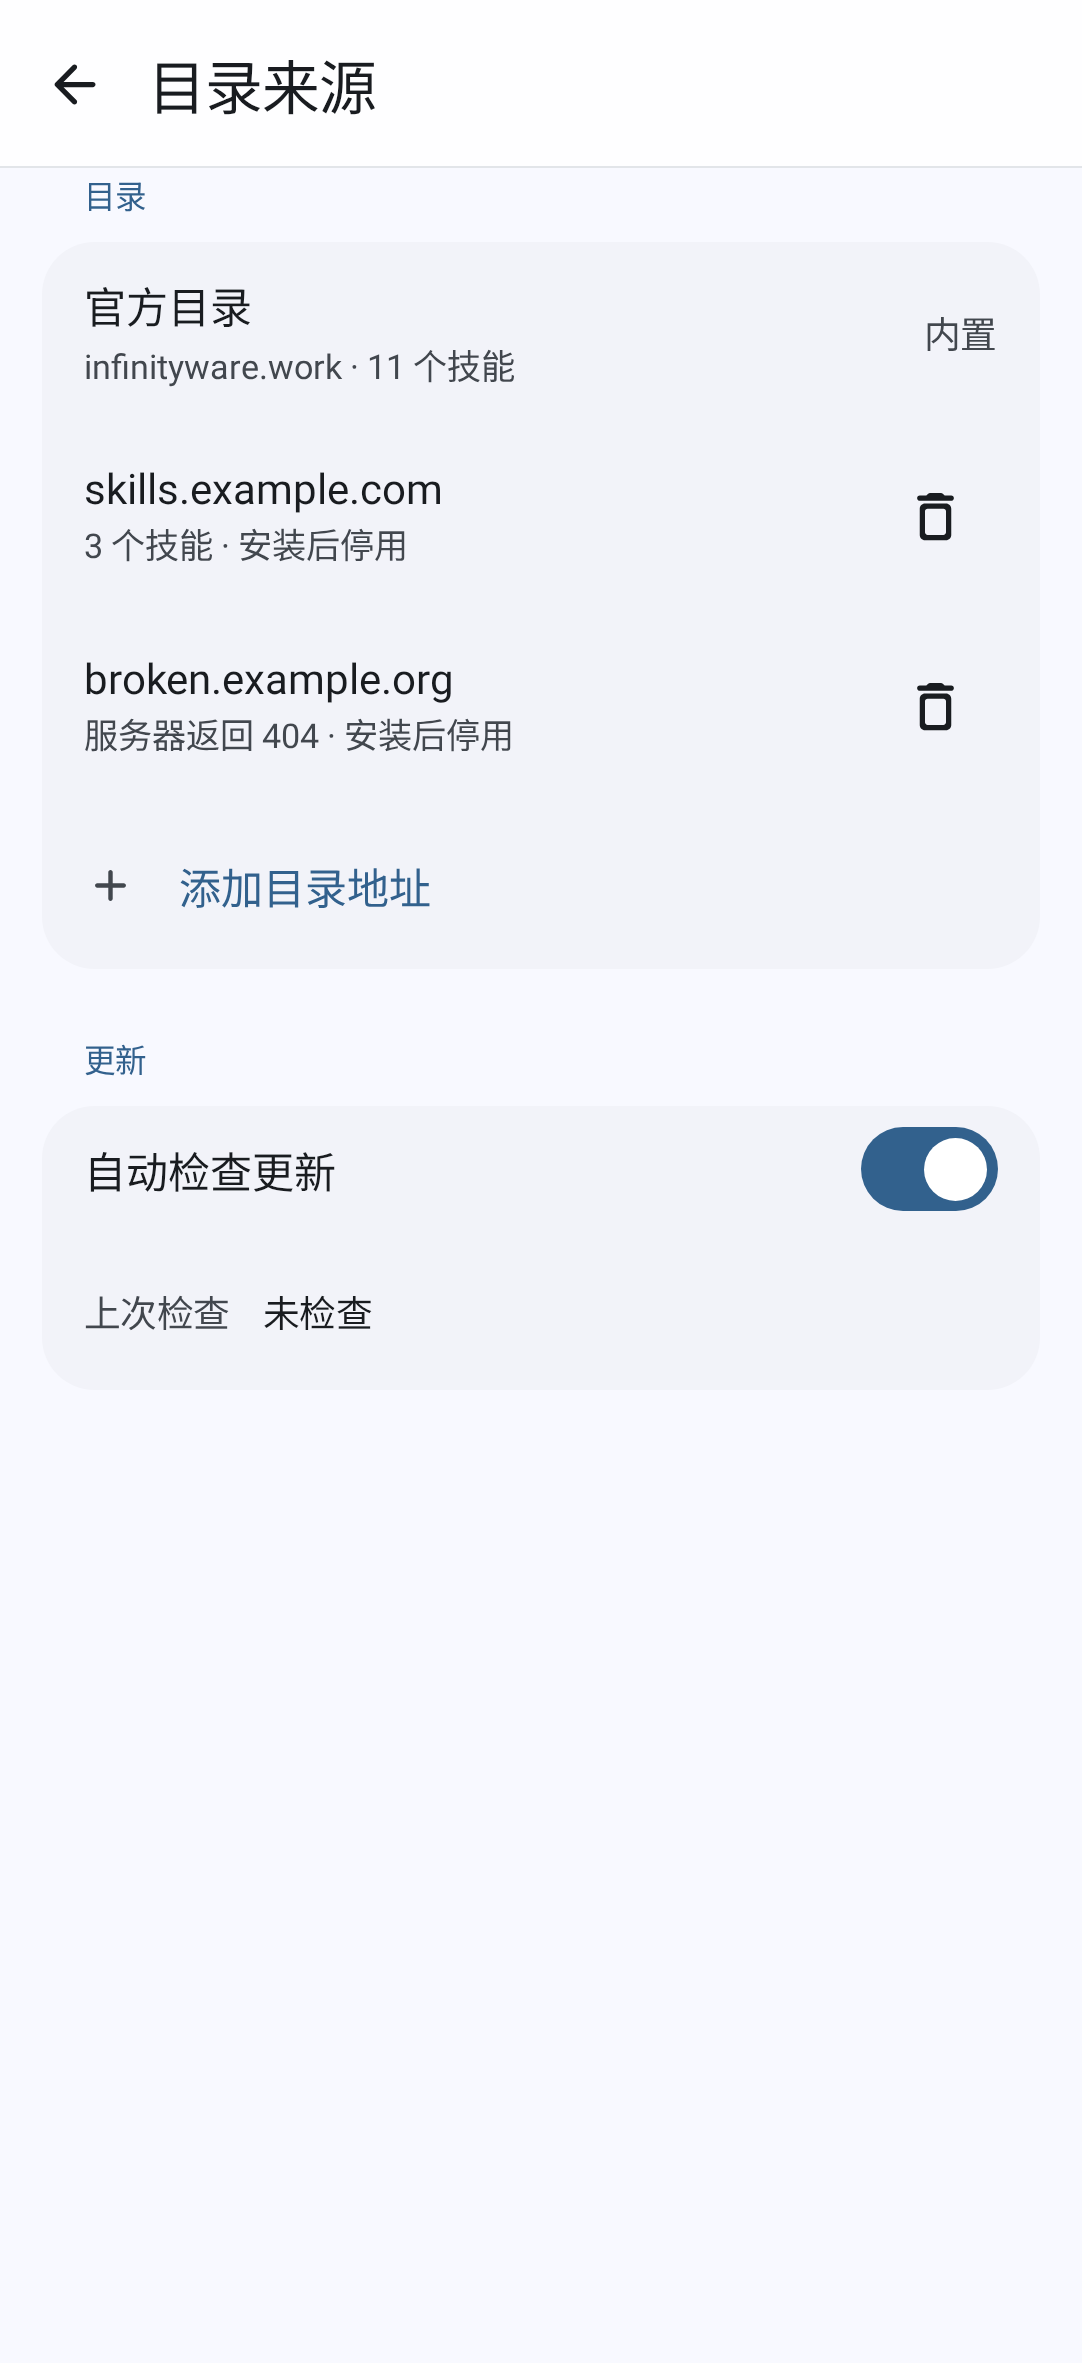 目录来源
目录
官方目录
infinityware.work · 11 个技能
内置
skills.example.com
3 个技能 · 安装后停用
broken.example.org
服务器返回 404 · 安装后停用
添加目录地址
更新
自动检查更新
上次检查 未检查